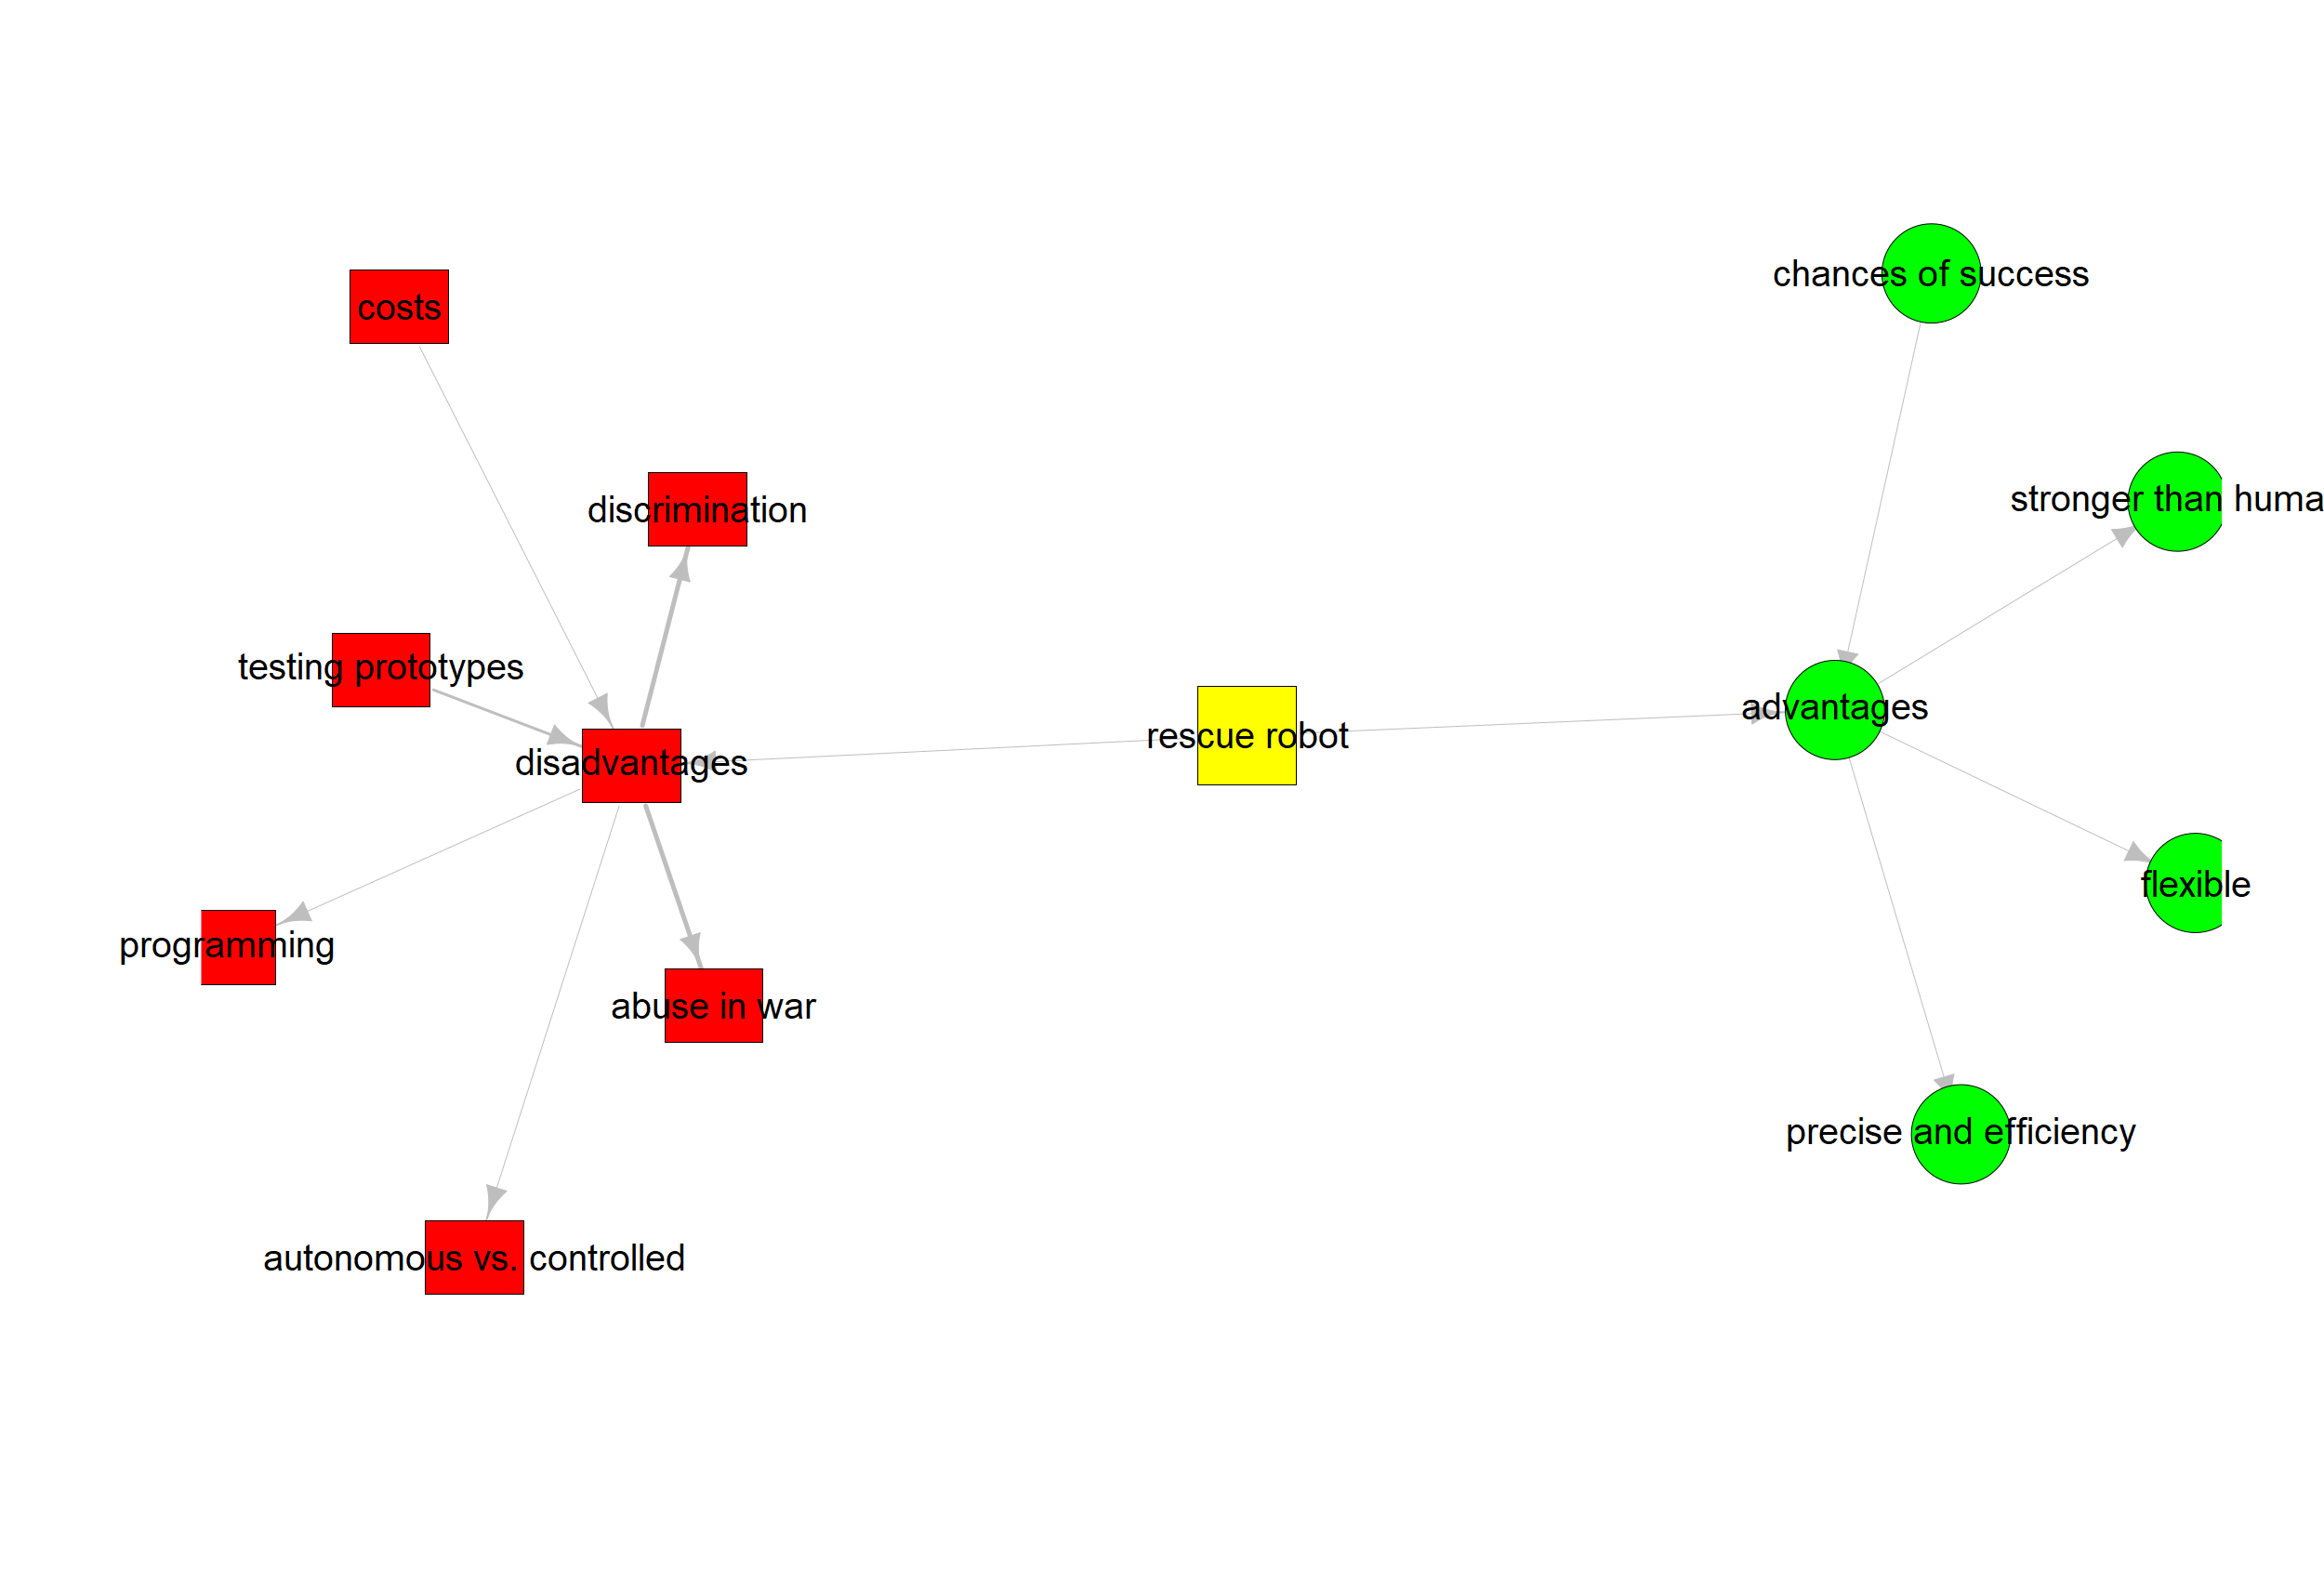 chances of success
costs
stronger than huma
discrimination
testing prototypes
advantages
rescue robot
disadvantages
flexible
programming
abuse in war
precise and efficiency
autonomous vs. controlled